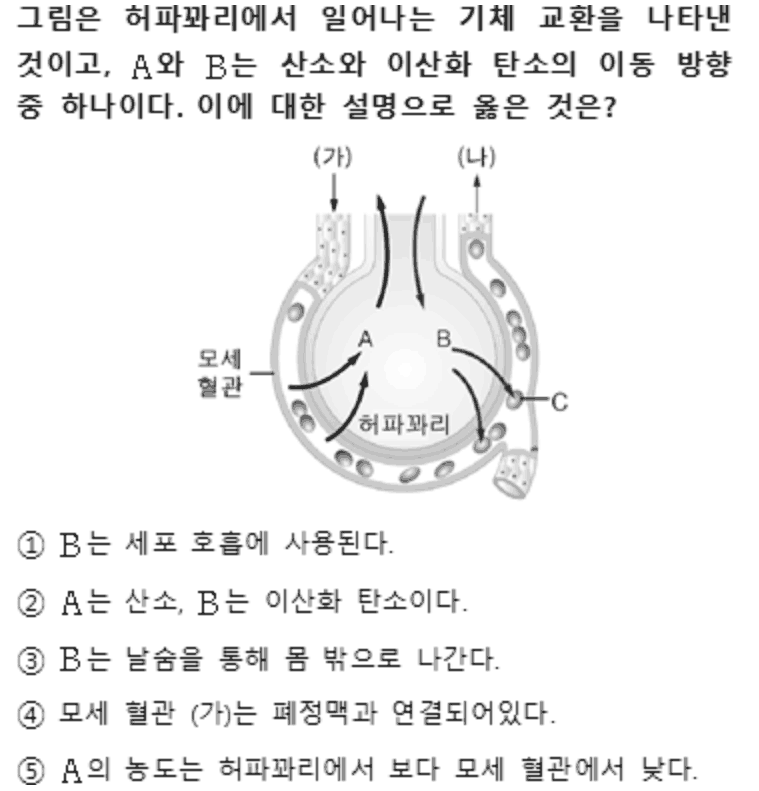 그림은 허파꽈리에서 일어나는 기체 교환을 나타낸
것이고, A와 B는 산소와 이산화 탄소의 이동 방향
중 하나이다. 이에 대한 설명으로 옳은 것은?
(가) (나)
A B
모세
혈관
C
허파꽈리
① B는 세포 호흡에 사용된다.
② A는 산소, B는 이산화 탄소이다.
③ B는 날숨을 통해 몸 밖으로 나간다.
④ 모세 혈관 (가)는 폐정맥과 연결되어있다.
⑤ A의 농도는 허파꽈리에서 보다 모세 혈관에서 낮다.